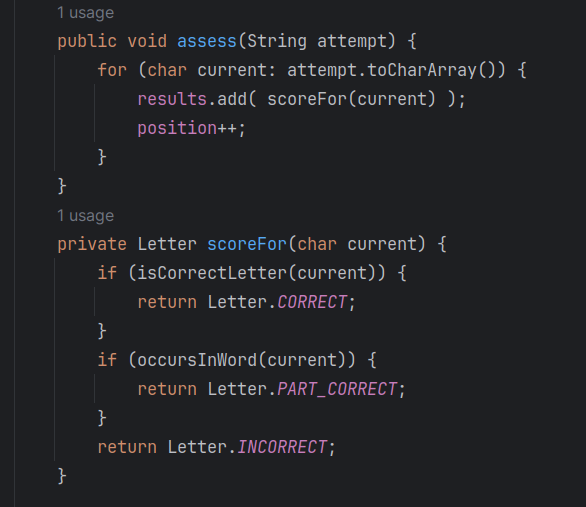 1 usage
public void assess(String attempt) {
    for (char current: attempt.toCharArray()) {
        results.add( scoreFor(current) );
        position++;
    }
}
1 usage
private Letter scoreFor(char current) {
    if (isCorrectLetter(current)) {
        return Letter.CORRECT;
    }
    if (occursInWord(current)) {
        return Letter.PART_CORRECT;
    }
    return Letter.INCORRECT;
}